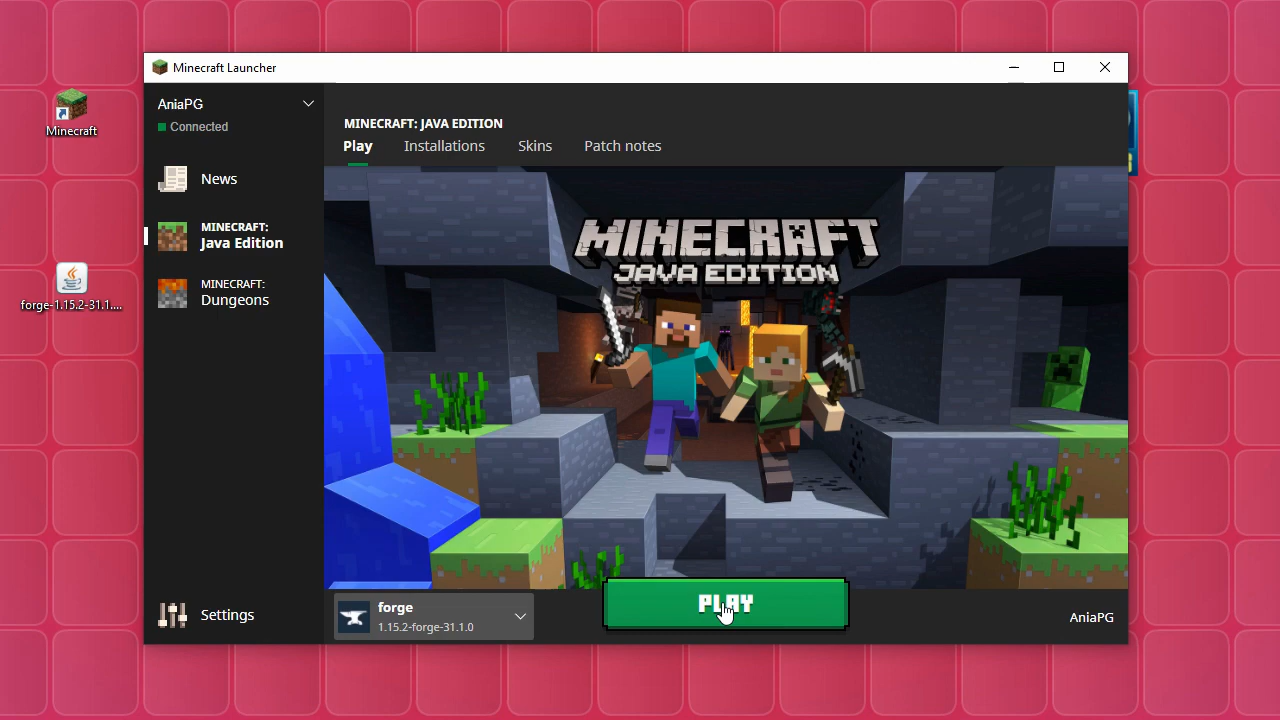 Minecraft Launcher
Minecraft
forge-1.15.2-31.1....
AniaPG
Connected
News
MINECRAFT:
Java Edition
MINECRAFT:
Dungeons
Settings
MINECRAFT: JAVA EDITION
Play Installations Skins Patch notes
MINECRAFT
JAVA EDITION
forge
1.15.2-forge-31.1.0
PLAY
AniaPG